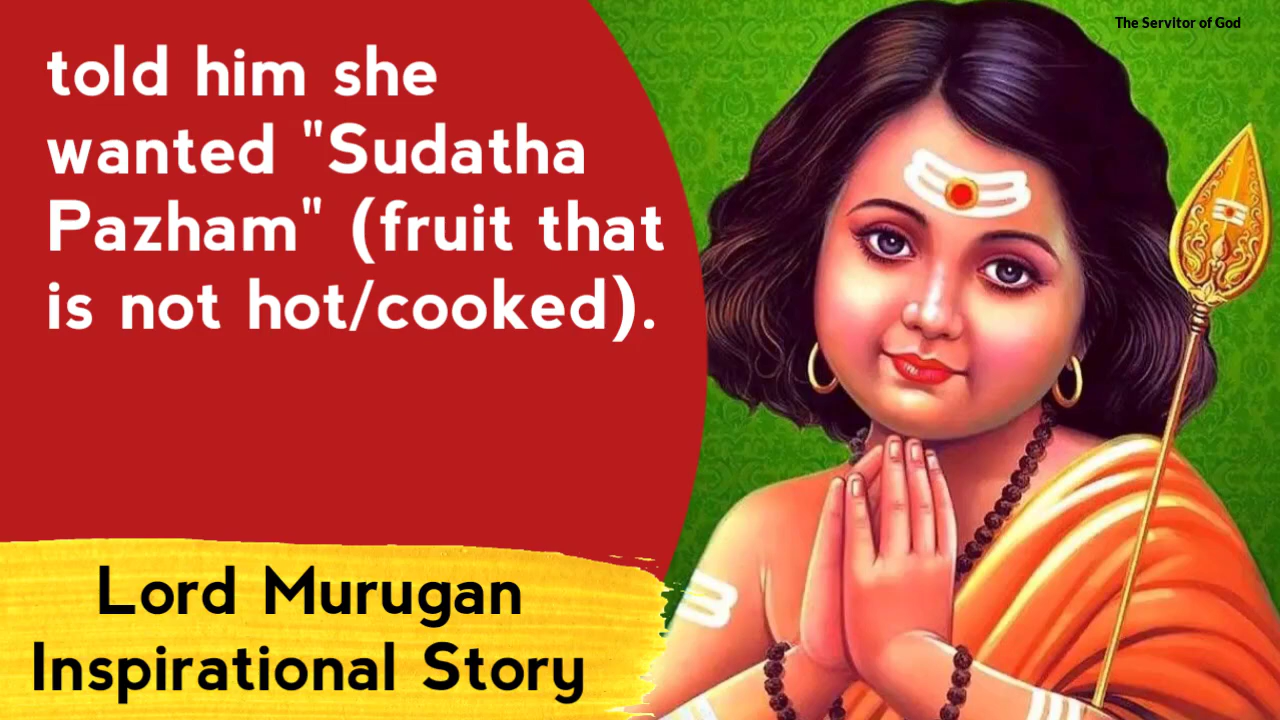 The Servitor of God
told him she
wanted "Sudatha
Pazham" (fruit that
is not hot/cooked).
Lord Murugan
Inspirational Story